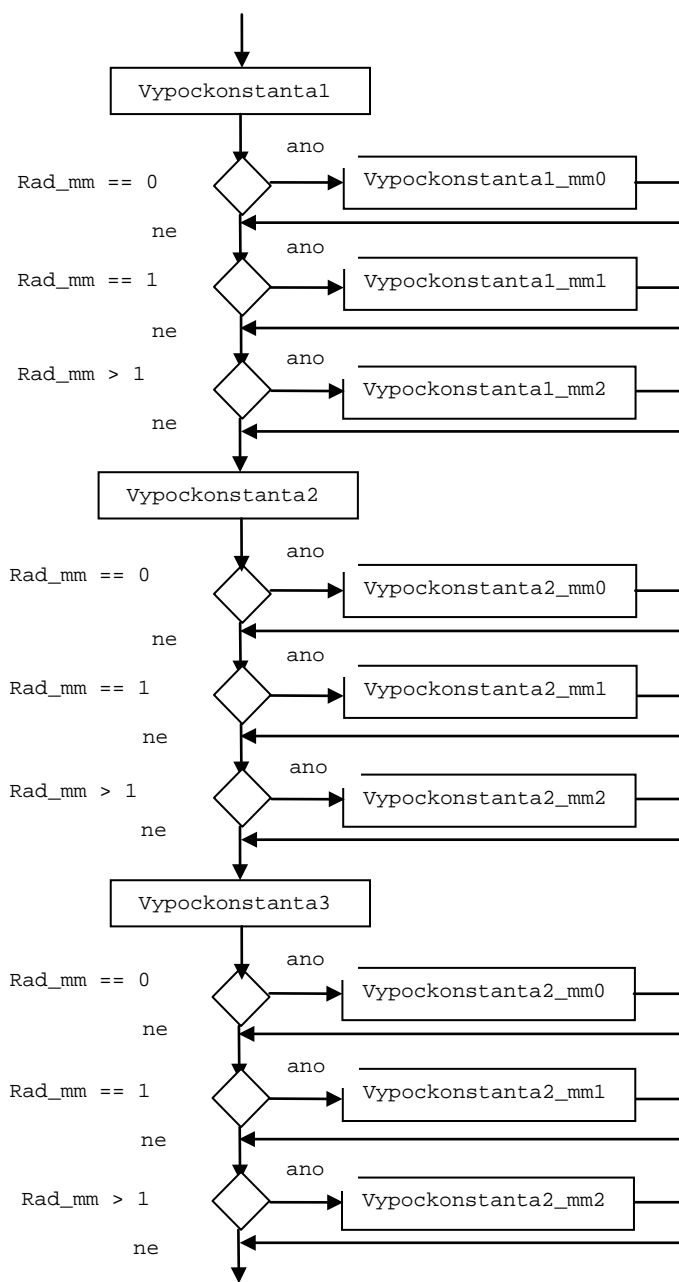 Vypockonstanta1
ano
Rad_mm == 0
Vypockonstanta1_mm0
ne
ano
Rad_mm == 1
Vypockonstanta1_mm1
ne
ano
Rad_mm > 1
Vypockonstanta1_mm2
ne
Vypockonstanta2
ano
Rad_mm == 0
Vypockonstanta2_mm0
ne
ano
Rad_mm == 1
Vypockonstanta2_mm1
ne
ano
Rad_mm > 1
Vypockonstanta2_mm2
ne
Vypockonstanta3
ano
Rad_mm == 0
Vypockonstanta2_mm0
ne
ano
Rad_mm == 1
Vypockonstanta2_mm1
ne
ano
Rad_mm > 1
Vypockonstanta2_mm2
ne